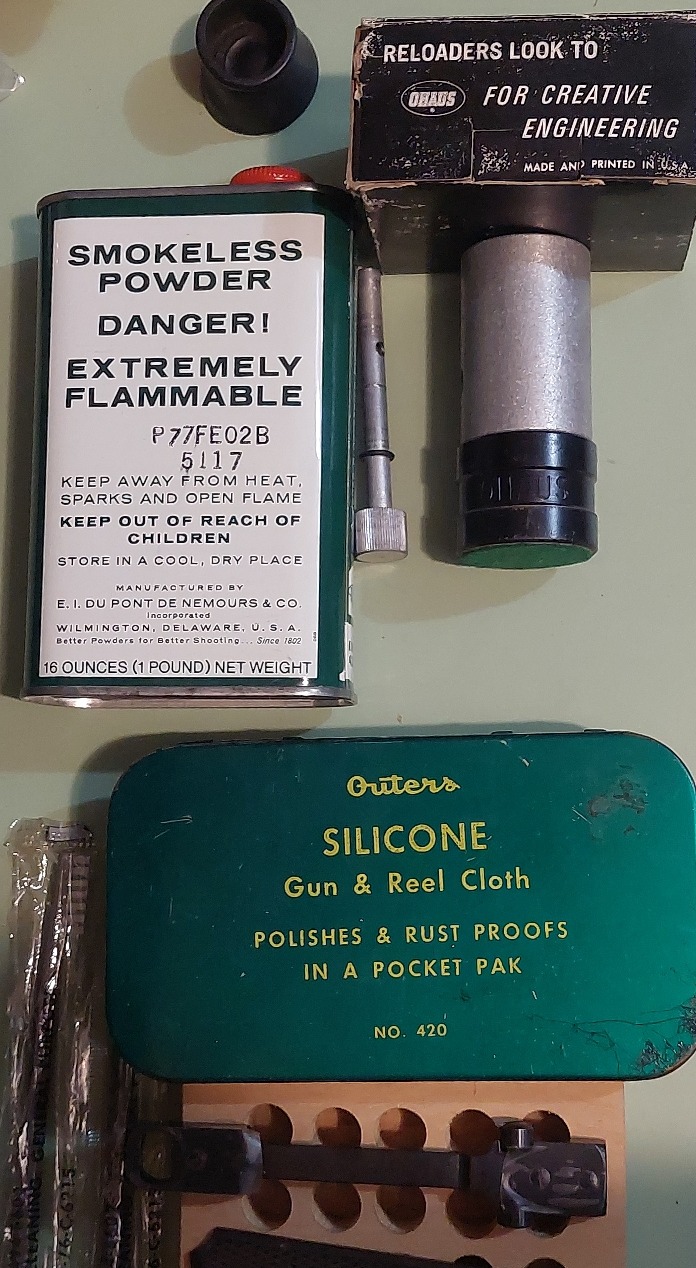 RELOADERS LOOK TO
OHAUS FOR CREATIVE
ENGINEERING
MADE AND PRINTED IN U.S.A.
SMOKELESS
POWDER
DANGER!
EXTREMELY
FLAMMABLE
P77FE02B
5117
KEEP AWAY FROM HEAT,
SPARKS AND OPEN FLAME
KEEP OUT OF REACH OF
CHILDREN
STORE IN A COOL, DRY PLACE
MANUFACTURED BY
E. I. DU PONT DE NEMOURS & CO.
Incorporated
WILMINGTON, DELAWARE, U. S. A.
Better Powders for Better Shooting... Since 1802
16 OUNCES (1 POUND) NET WEIGHT
OHAUS
Outers
SILICONE
Gun & Reel Cloth
POLISHES & RUST PROOFS
IN A POCKET PAK
NO. 420
CLEANING